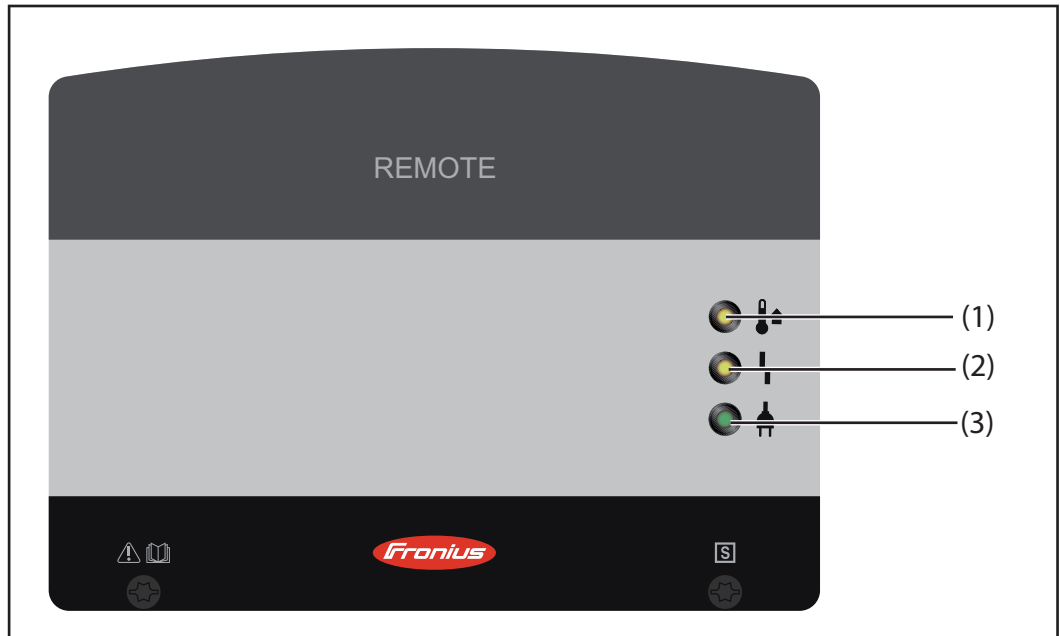 REMOTE
(1)
(2)
(3)
Fronius
S